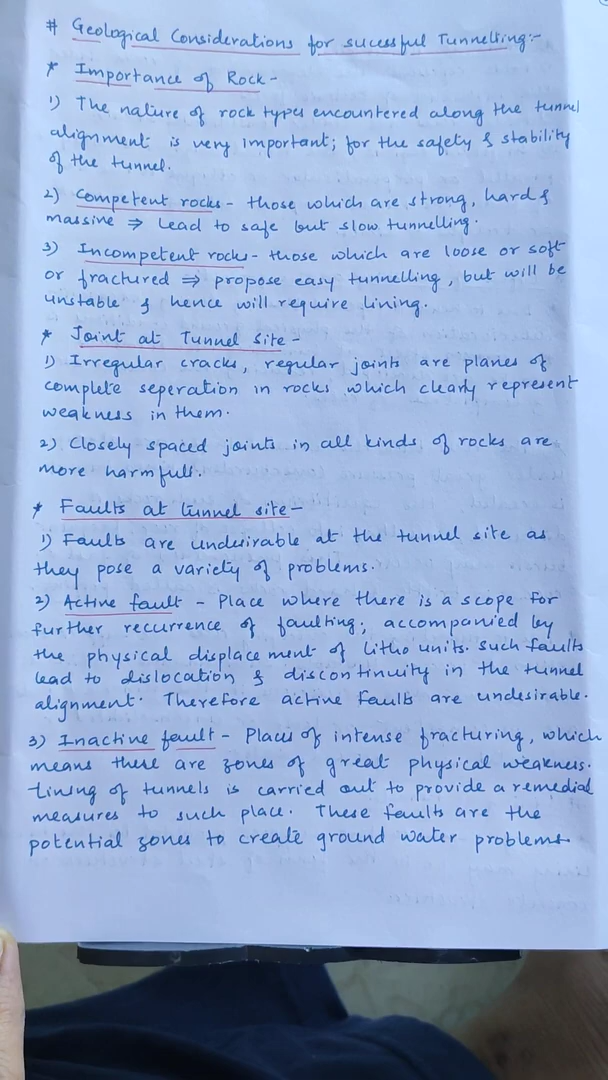 # Geological Considerations for sucessful Tunnelling:-
* Importance of Rock -
1) The nature of rock types encountered along the tunnel
alignment is very important; for the safety & stability
of the tunnel.
2) Competent rocks - those which are strong, hard &
massive ⇒ Lead to safe but slow tunnelling.
3) Incompetent rocks - those which are loose or soft
or fractured ⇒ propose easy tunnelling, but will be
unstable & hence will require lining.
* Joint at Tunnel Site -
1) Irregular cracks, regular joints are planes of
complete seperation in rocks which clearly represent
weakness in them.
2) Closely spaced joints in all kinds of rocks are
more harmfull.
* Faults at tunnel site -
1) Faults are undesirable at the tunnel site as
they pose a variety of problems.
2) Active fault - Place where there is a scope for
further recurrence of faulting; accompanied by
the physical displacement of Litho units. such faults
lead to dislocation & discontinuity in the tunnel
alignment. Therefore active faults are undesirable.
3) Inactine fault - Places of intense fracturing, which
means these are zones of great physical weakness.
Lining of tunnels is carried out to provide a remedial
measures to such place. These faults are the
potential zones to create ground water problems.